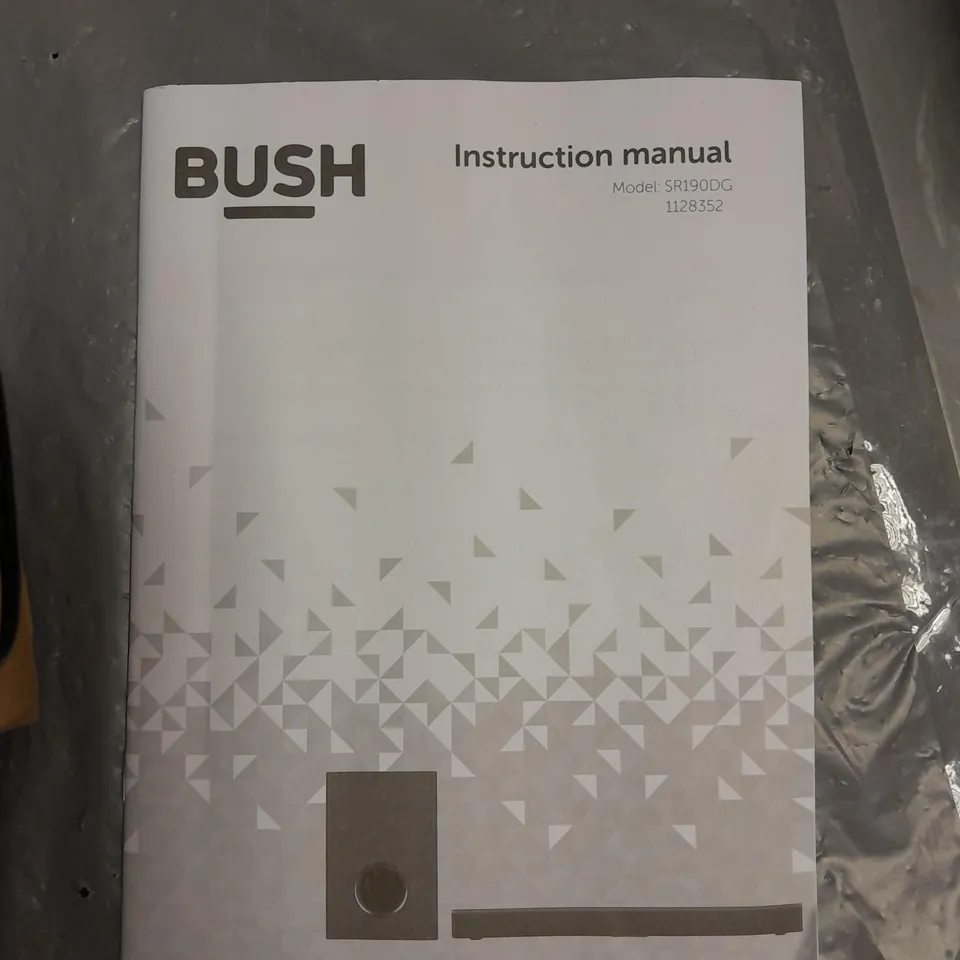 BUSH
Instruction manual
Model: SR190DG
1128352